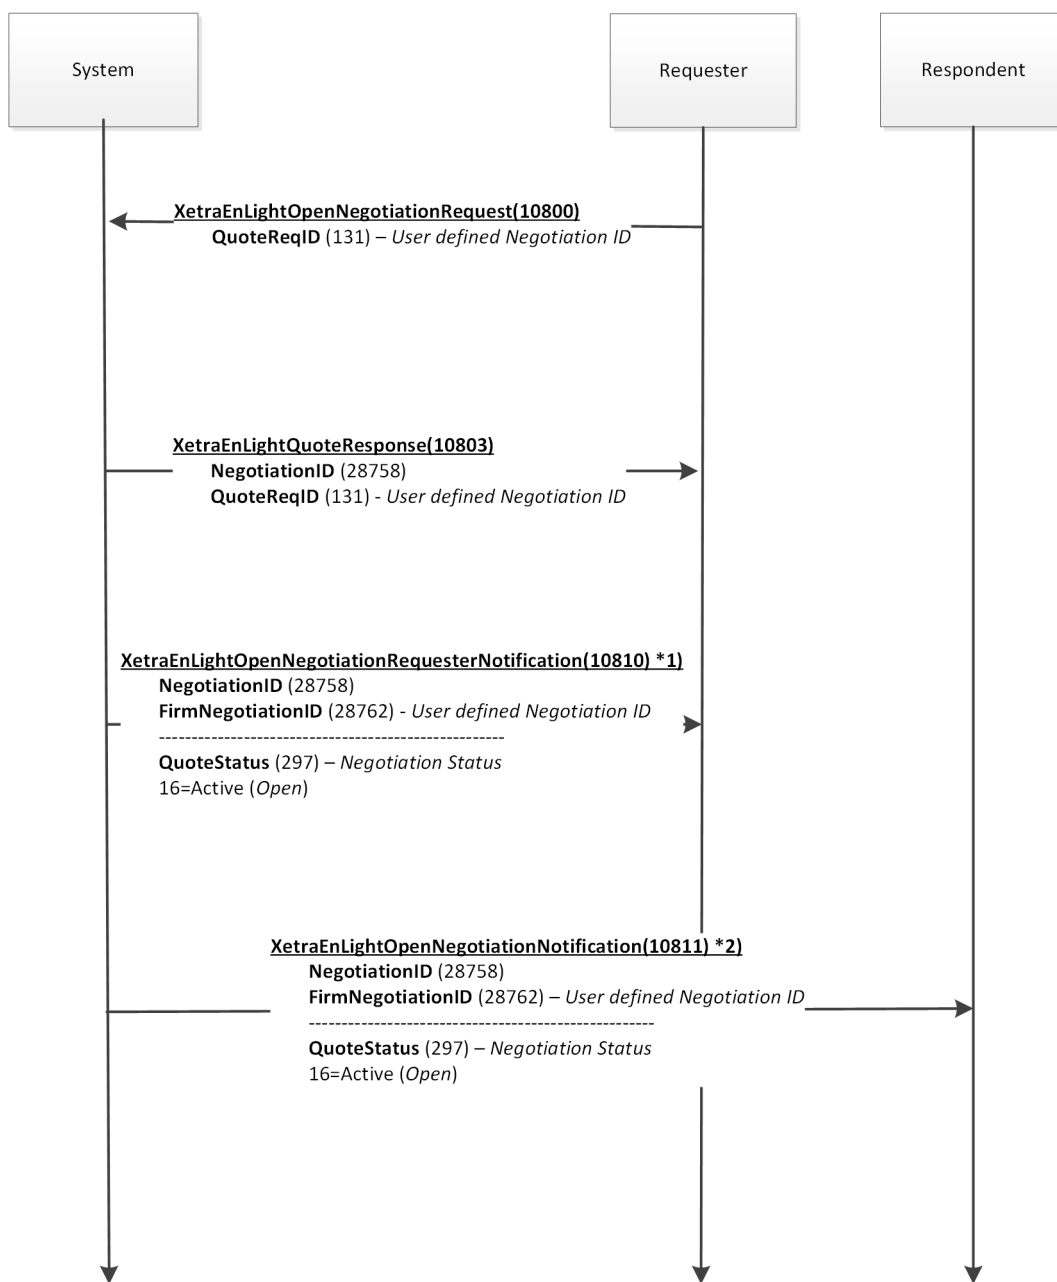 System
Requester
Respondent
XetraEnLightOpenNegotiationRequest(10800)
QuoteReqID (131) – User defined Negotiation ID
XetraEnLightQuoteResponse(10803)
NegotiationID (28758)
QuoteReqID (131) - User defined Negotiation ID
XetraEnLightOpenNegotiationRequesterNotification(10810) *1)
NegotiationID (28758)
FirmNegotiationID (28762) - User defined Negotiation ID
-----------------------------------------------------
QuoteStatus (297) – Negotiation Status
16=Active (Open)
XetraEnLightOpenNegotiationNotification(10811) *2)
NegotiationID (28758)
FirmNegotiationID (28762) – User defined Negotiation ID
-----------------------------------------------------
QuoteStatus (297) – Negotiation Status
16=Active (Open)